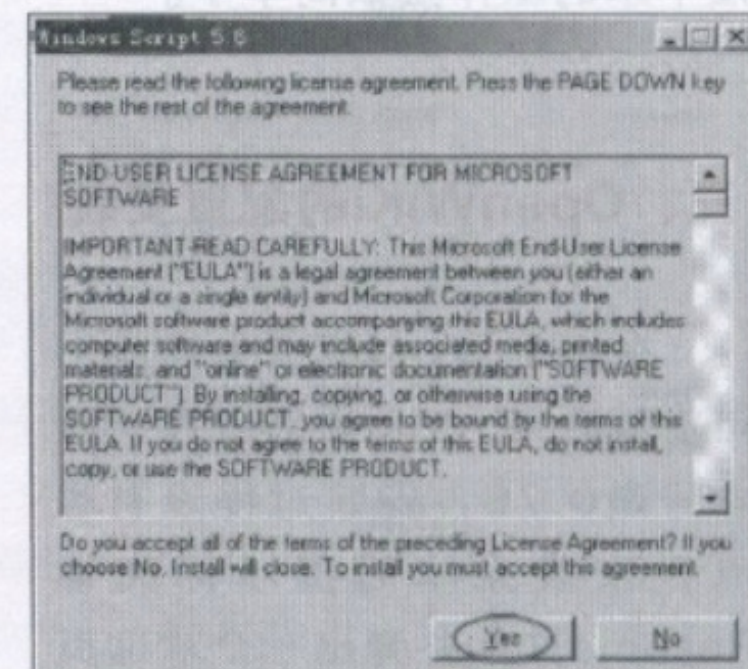 Windows Script 5.6
Please read the following license agreement. Press the PAGE DOWN key
to see the rest of the agreement.
END-USER LICENSE AGREEMENT FOR MICROSOFT
SOFTWARE
IMPORTANT-READ CAREFULLY: This Microsoft End-User License
Agreement ("EULA") is a legal agreement between you (either an
individual or a single entity) and Microsoft Corporation for the
Microsoft software product accompanying this EULA, which includes
computer software and may include associated media, printed
materials, and "online" or electronic documentation ("SOFTWARE
PRODUCT"). By installing, copying, or otherwise using the
SOFTWARE PRODUCT, you agree to be bound by the terms of this
EULA. If you do not agree to the terms of this EULA, do not install,
copy, or use the SOFTWARE PRODUCT.
Do you accept all of the terms of the preceding License Agreement? If you
choose No, Install will close. To install you must accept this agreement.
Yes No